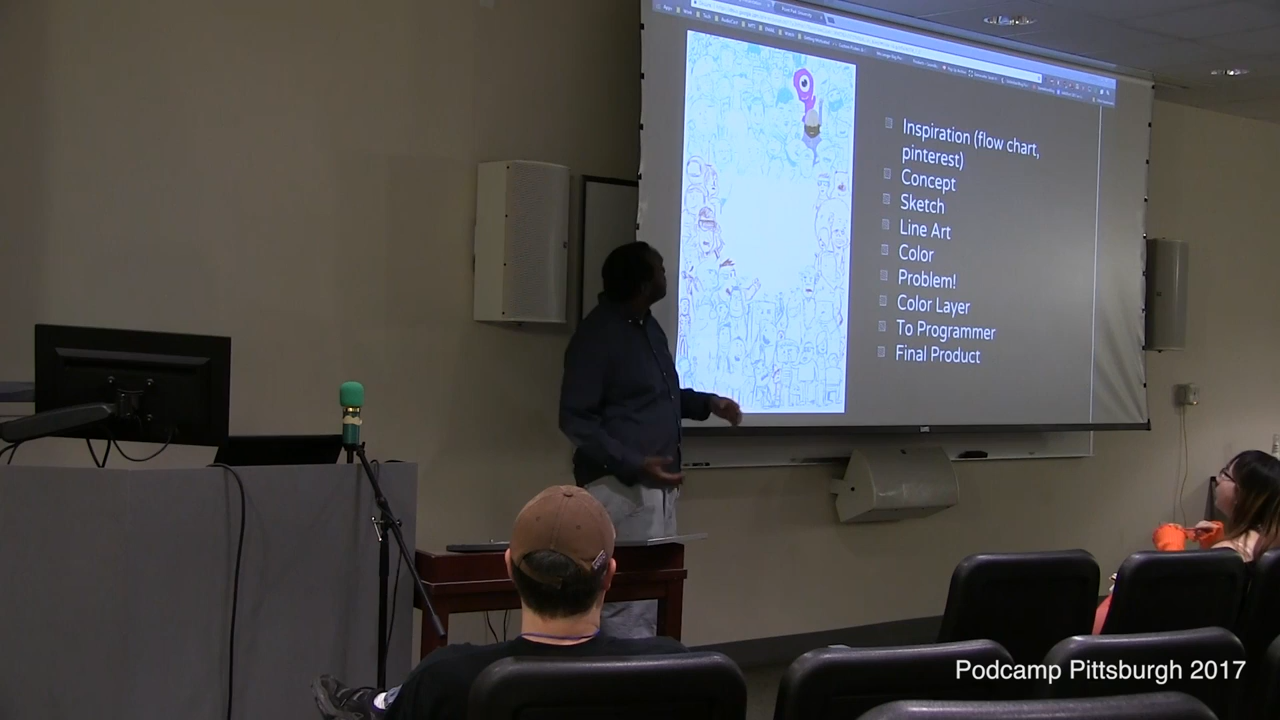 Inspiration (flow chart,
pinterest)
Concept
Sketch
Line Art
Color
Problem!
Color Layer
To Programmer
Final Product
Podcamp Pittsburgh 2017